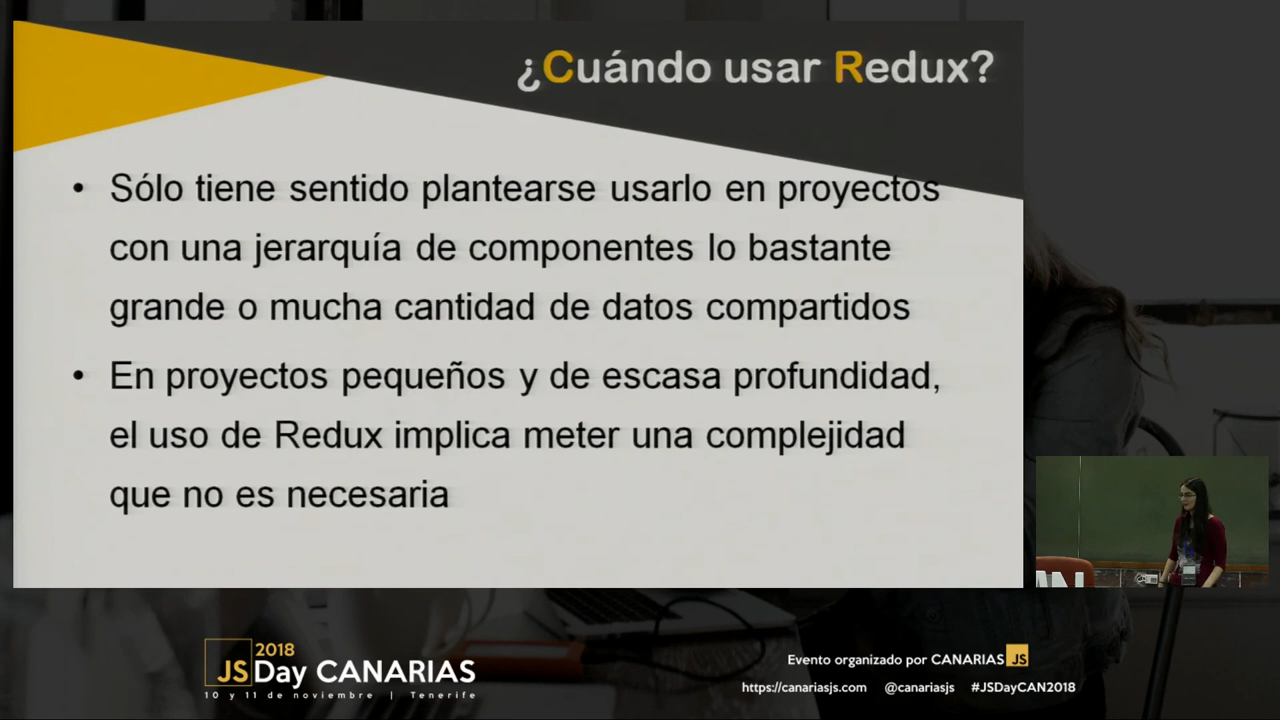 ¿Cuándo usar Redux?
• Sólo tiene sentido plantearse usarlo en proyectos
con una jerarquía de componentes lo bastante
grande o mucha cantidad de datos compartidos
• En proyectos pequeños y de escasa profundidad,
el uso de Redux implica meter una complejidad
que no es necesaria
2018
JSDay CANARIAS
10 y 11 de noviembre | Tenerife
Evento organizado por CANARIAS JS
https://canariasjs.com @canariasjs #JSDayCAN2018